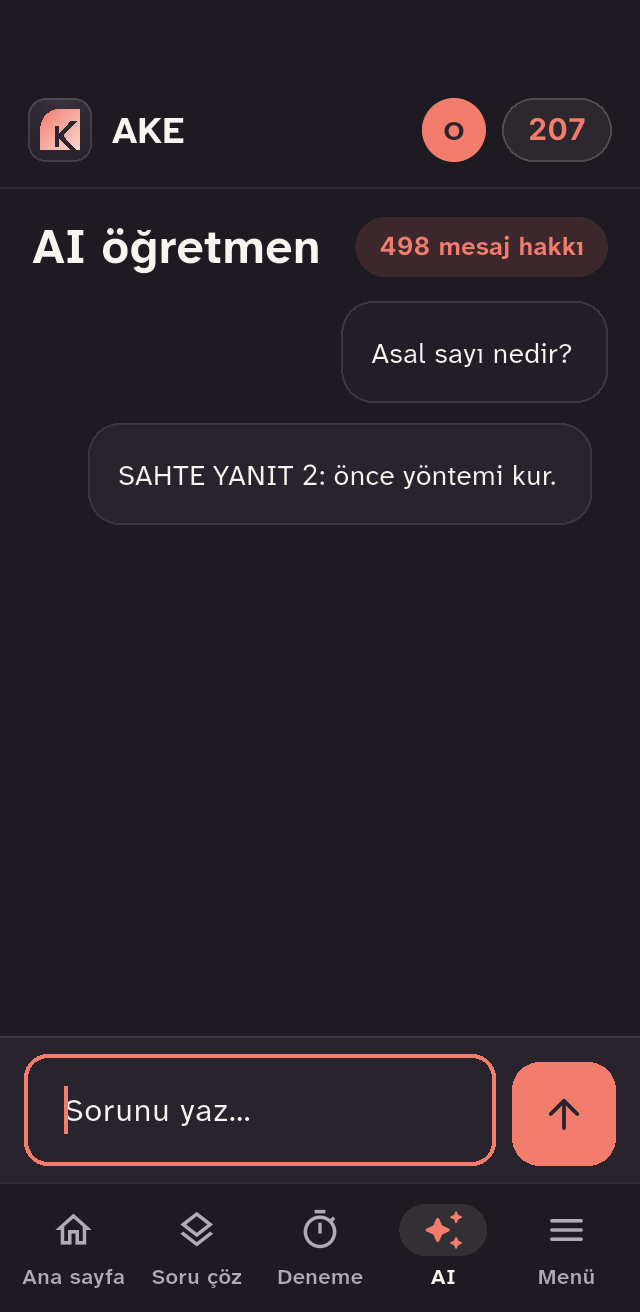 K
AKE
O
207
AI öğretmen
498 mesaj hakkı
Asal sayı nedir?
SAHTE YANIT 2: önce yöntemi kur.
Sorunu yaz…
Ana sayfa
Soru çöz
Deneme
AI
Menü